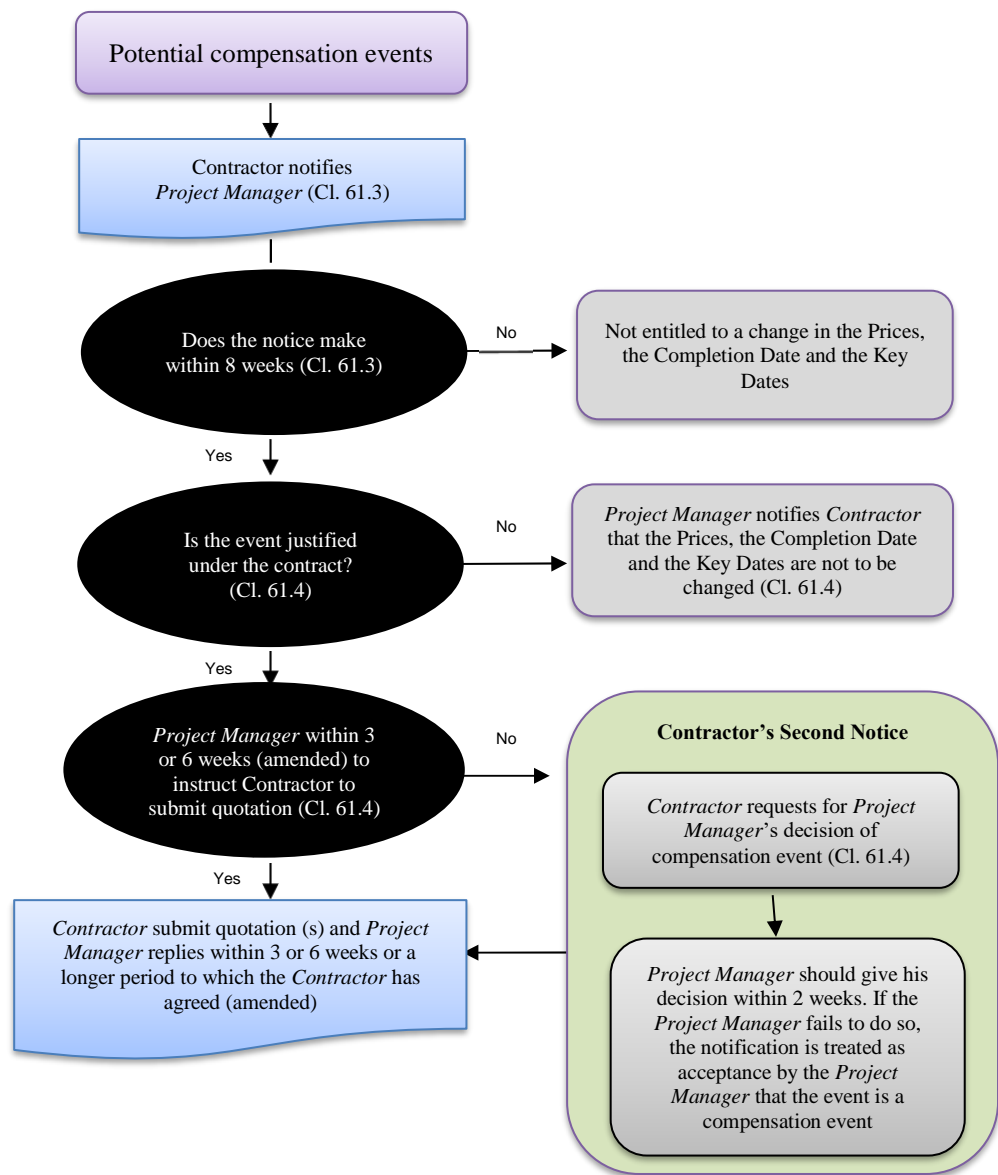 Potential compensation events
Contractor notifies
Project Manager (Cl. 61.3)
Does the notice make
within 8 weeks (Cl. 61.3)
No
Not entitled to a change in the Prices,
the Completion Date and the Key
Dates
Yes
Is the event justified
under the contract?
(Cl. 61.4)
No
Project Manager notifies Contractor
that the Prices, the Completion Date
and the Key Dates are not to be
changed (Cl. 61.4)
Yes
Project Manager within 3
or 6 weeks (amended) to
instruct Contractor to
submit quotation (Cl. 61.4)
No
Contractor's Second Notice
Contractor requests for Project
Manager's decision of
compensation event (Cl. 61.4)
Yes
Contractor submit quotation (s) and Project
Manager replies within 3 or 6 weeks or a
longer period to which the Contractor has
agreed (amended)
Project Manager should give his
decision within 2 weeks. If the
Project Manager fails to do so,
the notification is treated as
acceptance by the Project
Manager that the event is a
compensation event